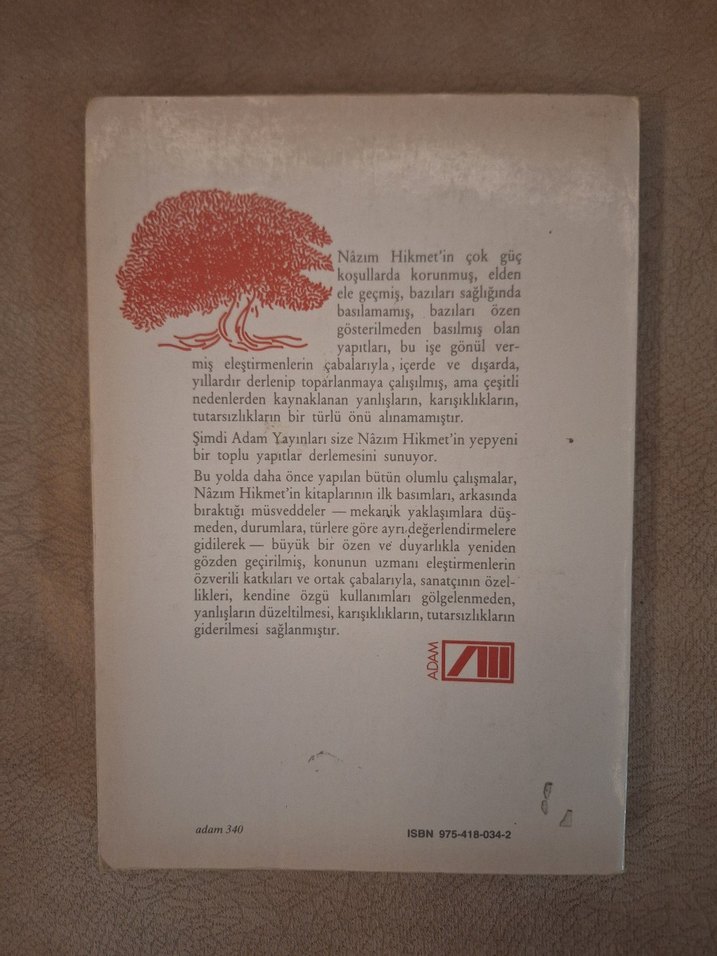 Nâzım Hikmet'in çok güç
koşullarda korunmuş, elden
ele geçmiş, bazıları sağlığında
basılamamış, bazıları özen
gösterilmeden basılmış olan
yapıtları, bu işe gönül ver-
miş eleştirmenlerin çabalarıyla, içerde ve dışarda,
yıllardır derlenip toparlanmaya çalışılmış, ama çeşitli
nedenlerden kaynaklanan yanlışların, karışıklıkların,
tutarsızlıkların bir türlü önü alınamamıştır.
Şimdi Adam Yayınları size Nâzım Hikmet'in yepyeni
bir toplu yapıtlar derlemesini sunuyor.
Bu yolda daha önce yapılan bütün olumlu çalışmalar,
Nâzım Hikmet'in kitaplarının ilk basımları, arkasında
bıraktığı müsveddeler — mekanik yaklaşımlara düş-
meden, durumlara, türlere göre ayrı değerlendirmelere
gidilerek — büyük bir özen ve duyarlıkla yeniden
gözden geçirilmiş, konunun uzmanı eleştirmenlerin
özverili katkıları ve ortak çabalarıyla, sanatçının özel-
likleri, kendine özgü kullanımları gölgelenmeden,
yanlışların düzeltilmesi, karışıklıkların, tutarsızlıkların
giderilmesi sağlanmıştır.
ADAM
adam 340
ISBN 975-418-034-2